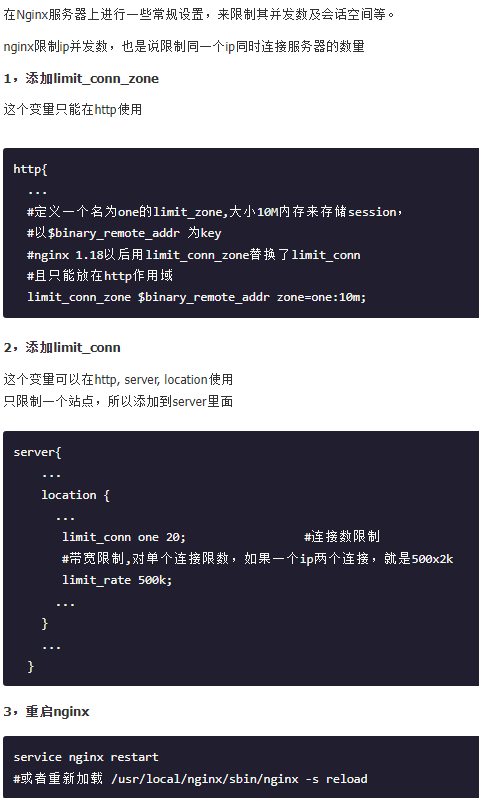 在Nginx服务器上进行一些常规设置，来限制其并发数及会话空间等。
nginx限制ip并发数，也是说限制同一个ip同时连接服务器的数量
1，添加limit_conn_zone
这个变量只能在http使用
http{
...
#定义一个名为one的limit_zone,大小10M内存来存储session，
#以$binary_remote_addr 为key
#nginx 1.18以后用limit_conn_zone替换了limit_conn
#且只能放在http作用域
limit_conn_zone $binary_remote_addr zone=one:10m;
2，添加limit_conn
这个变量可以在http, server, location使用
只限制一个站点，所以添加到server里面
server{
...
location {
...
limit_conn one 20; #连接数限制
#带宽限制,对单个连接限数，如果一个ip两个连接，就是500x2k
limit_rate 500k;
...
}
...
}
3，重启nginx
service nginx restart
#或者重新加载 /usr/local/nginx/sbin/nginx -s reload